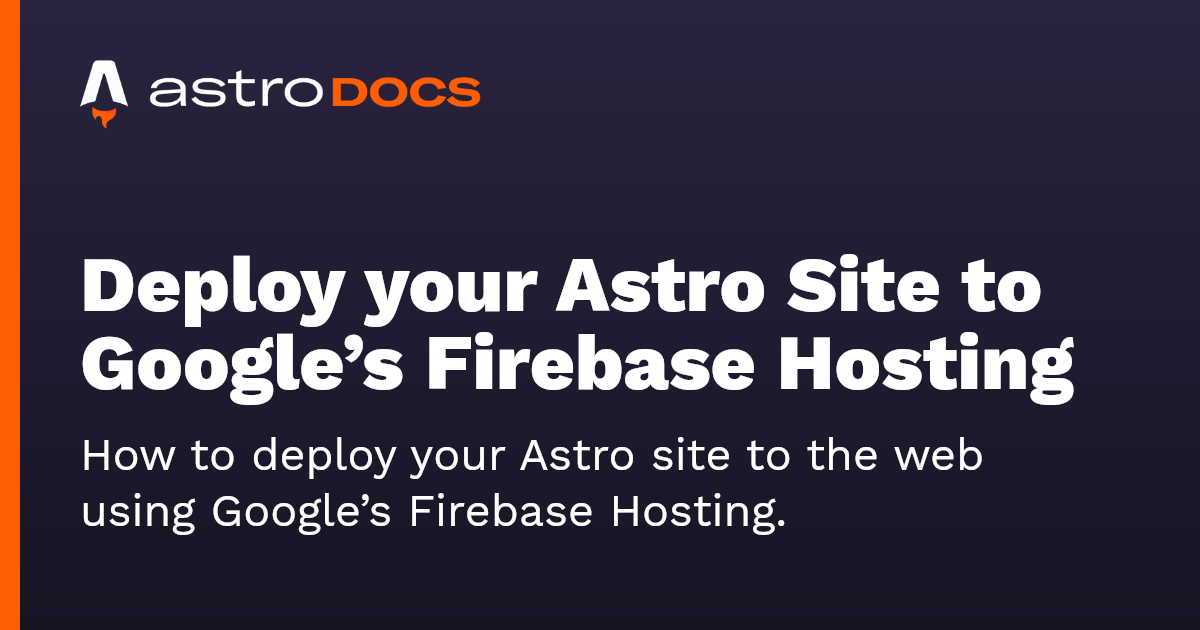 astro DOCS
Deploy your Astro Site to
Google’s Firebase Hosting
How to deploy your Astro site to the web
using Google’s Firebase Hosting.